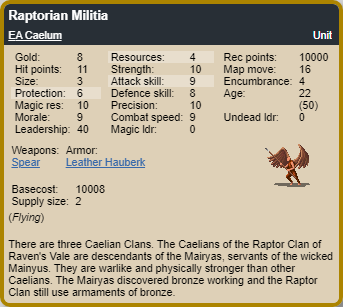 Raptorian Militia
EA Caelum Unit
Gold: 8 Resources: 4 Rec points: 10000
Hit points: 11 Strength: 10 Map move: 16
Size: 3 Attack skill: 9 Encumbrance: 4
Protection: 6 Defence skill: 8 Age: 22
Magic res: 10 Precision: 10 (50)
Morale: 9 Combat speed: 9 Undead ldr: 0
Leadership: 40 Magic ldr: 0
Weapons: Armor:
Spear Leather Hauberk
Basecost: 10008
Supply size: 2
(Flying)
There are three Caelian Clans. The Caelians of the Raptor Clan of
Raven's Vale are descendants of the Mairyas, servants of the wicked
Mainyus. They are warlike and physically stronger than other
Caelians. The Mairyas discovered bronze working and the Raptor
Clan still use armaments of bronze.